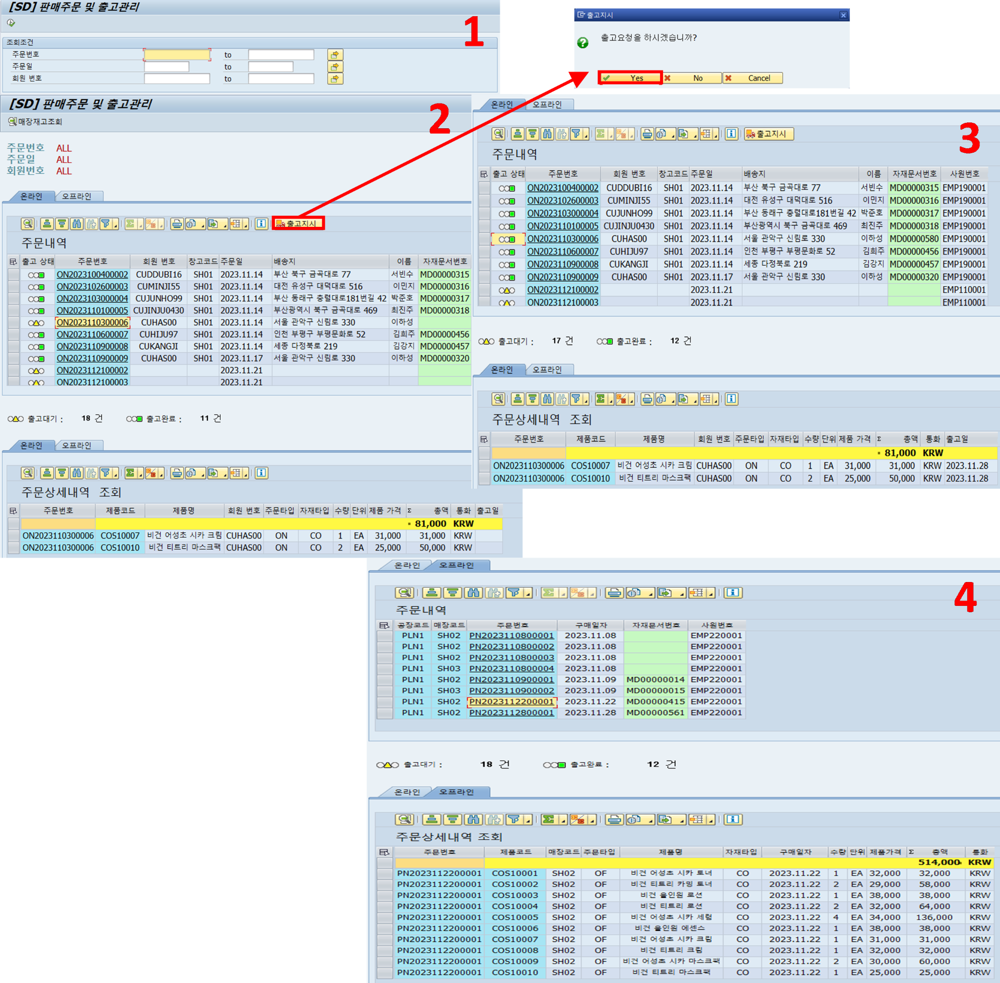 [SD] 판매주문 및 출고관리
1
조회조건
주문번호 to
주문일 to
회원 번호 to
출고지시
출고요청을 하시겠습니까?
Yes No Cancel
[SD] 판매주문 및 출고관리
2
매장재고조회
주문번호 ALL
주문일 ALL
회원번호 ALL
온라인 오프라인
출고지시
주문내역
출고 상태 주문번호 회원 번호 창고코드 주문일 배송지 이름 자재문서번호
ON2023100400002 CUDDUBI16 SH01 2023.11.14 부산 북구 금곡대로 77 서빈수 MD00000315
ON2023102600003 CUMINJI55 SH01 2023.11.14 대전 유성구 대덕대로 516 이민지 MD00000316
ON2023103000004 CUJUNHO99 SH01 2023.11.14 부산 동래구 충렬대로181번길 42 박준호 MD00000317
ON2023110100005 CUJINJU0430 SH01 2023.11.14 부산광역시 북구 금곡대로 469 최진주 MD00000318
ON2023110300006 CUHAS00 SH01 2023.11.14 서울 관악구 신림로 330 이하성
ON2023110600007 CUHIJU97 SH01 2023.11.14 인천 부평구 부평문화로 52 김희주 MD00000456
ON2023110900008 CUKANGJI SH01 2023.11.14 세종 다정북로 219 김강지 MD00000457
ON2023110900009 CUHAS00 SH01 2023.11.17 서울 관악구 신림로 330 이하성 MD00000320
ON2023112100002 2023.11.21
ON2023112100003 2023.11.21
출고대기 : 18 건 출고완료 : 11 건
온라인 오프라인
주문상세내역 조회
주문번호 제품코드 제품명 회원 번호 주문타입 자재타입 수량 단위 제품 가격 Σ 총액 통화 출고일
81,000 KRW
ON2023110300006 COS10007 비건 어성초 시카 크림 CUHAS00 ON CO 1 EA 31,000 31,000 KRW
ON2023110300006 COS10010 비건 티트리 마스크팩 CUHAS00 ON CO 2 EA 25,000 50,000 KRW
온라인 오프라인
출고지시
3
주문내역
출고 상태 주문번호 회원 번호 창고코드 주문일 배송지 이름 자재문서번호 사원번호
ON2023100400002 CUDDUBI16 SH01 2023.11.14 부산 북구 금곡대로 77 서빈수 MD00000315 EMP190001
ON2023102600003 CUMINJI55 SH01 2023.11.14 대전 유성구 대덕대로 516 이민지 MD00000316 EMP190001
ON2023103000004 CUJUNHO99 SH01 2023.11.14 부산 동래구 충렬대로181번길 42 박준호 MD00000317 EMP190001
ON2023110100005 CUJINJU0430 SH01 2023.11.14 부산광역시 북구 금곡대로 469 최진주 MD00000318 EMP190001
ON2023110300006 CUHAS00 SH01 2023.11.14 서울 관악구 신림로 330 이하성 MD00000580 EMP190001
ON2023110600007 CUHIJU97 SH01 2023.11.14 인천 부평구 부평문화로 52 김희주 MD00000456 EMP190001
ON2023110900008 CUKANGJI SH01 2023.11.14 세종 다정북로 219 김강지 MD00000457 EMP190001
ON2023110900009 CUHAS00 SH01 2023.11.17 서울 관악구 신림로 330 이하성 MD00000320 EMP190001
ON2023112100002 2023.11.21 EMP110001
ON2023112100003 2023.11.21 EMP110001
출고대기 : 17 건 출고완료 : 12 건
온라인 오프라인
주문상세내역 조회
주문번호 제품코드 제품명 회원 번호 주문타입 자재타입 수량 단위 제품 가격 Σ 총액 통화 출고일
81,000 KRW
ON2023110300006 COS10007 비건 어성초 시카 크림 CUHAS00 ON CO 1 EA 31,000 31,000 KRW 2023.11.28
ON2023110300006 COS10010 비건 티트리 마스크팩 CUHAS00 ON CO 2 EA 25,000 50,000 KRW 2023.11.28
온라인 오프라인
4
주문내역
공장코드 매장코드 주문번호 구매일자 자재문서번호 사원번호
PLN1 SH02 PN2023110800001 2023.11.08 EMP220001
PLN1 SH02 PN2023110800002 2023.11.08 EMP220001
PLN1 SH02 PN2023110800003 2023.11.08 EMP220001
PLN1 SH03 PN2023110800004 2023.11.08 EMP220001
PLN1 SH02 PN2023110900001 2023.11.09 MD00000014 EMP220001
PLN1 SH03 PN2023110900002 2023.11.09 MD00000015 EMP220001
PLN1 SH02 PN2023112200001 2023.11.22 MD00000415 EMP220001
PLN1 SH02 PN2023112800001 2023.11.28 MD00000561 EMP220001
출고대기 : 18 건 출고완료 : 12 건
온라인 오프라인
주문상세내역 조회
주문번호 제품코드 매장코드 주문타입 제품명 자재타입 구매일자 수량 단위 제품가격 Σ 총액 통화
514,000 KRW
PN2023112200001 COS10001 SH02 OF 비건 어성초 시카 토너 CO 2023.11.22 1 EA 32,000 32,000 KRW
PN2023112200001 COS10002 SH02 OF 비건 티트리 카밍 토너 CO 2023.11.22 2 EA 29,000 58,000 KRW
PN2023112200001 COS10003 SH02 OF 비건 올인원 로션 CO 2023.11.22 1 EA 38,000 38,000 KRW
PN2023112200001 COS10004 SH02 OF 비건 티트리 로션 CO 2023.11.22 2 EA 32,000 64,000 KRW
PN2023112200001 COS10005 SH02 OF 비건 어성초 시카 세럼 CO 2023.11.22 4 EA 34,000 136,000 KRW
PN2023112200001 COS10006 SH02 OF 비건 올인원 에센스 CO 2023.11.22 1 EA 38,000 38,000 KRW
PN2023112200001 COS10007 SH02 OF 비건 어성초 시카 크림 CO 2023.11.22 1 EA 31,000 31,000 KRW
PN2023112200001 COS10008 SH02 OF 비건 티트리 크림 CO 2023.11.22 1 EA 32,000 32,000 KRW
PN2023112200001 COS10009 SH02 OF 비건 어성초 시카 마스크팩 CO 2023.11.22 2 EA 30,000 60,000 KRW
PN2023112200001 COS10010 SH02 OF 비건 티트리 마스크팩 CO 2023.11.22 1 EA 25,000 25,000 KRW